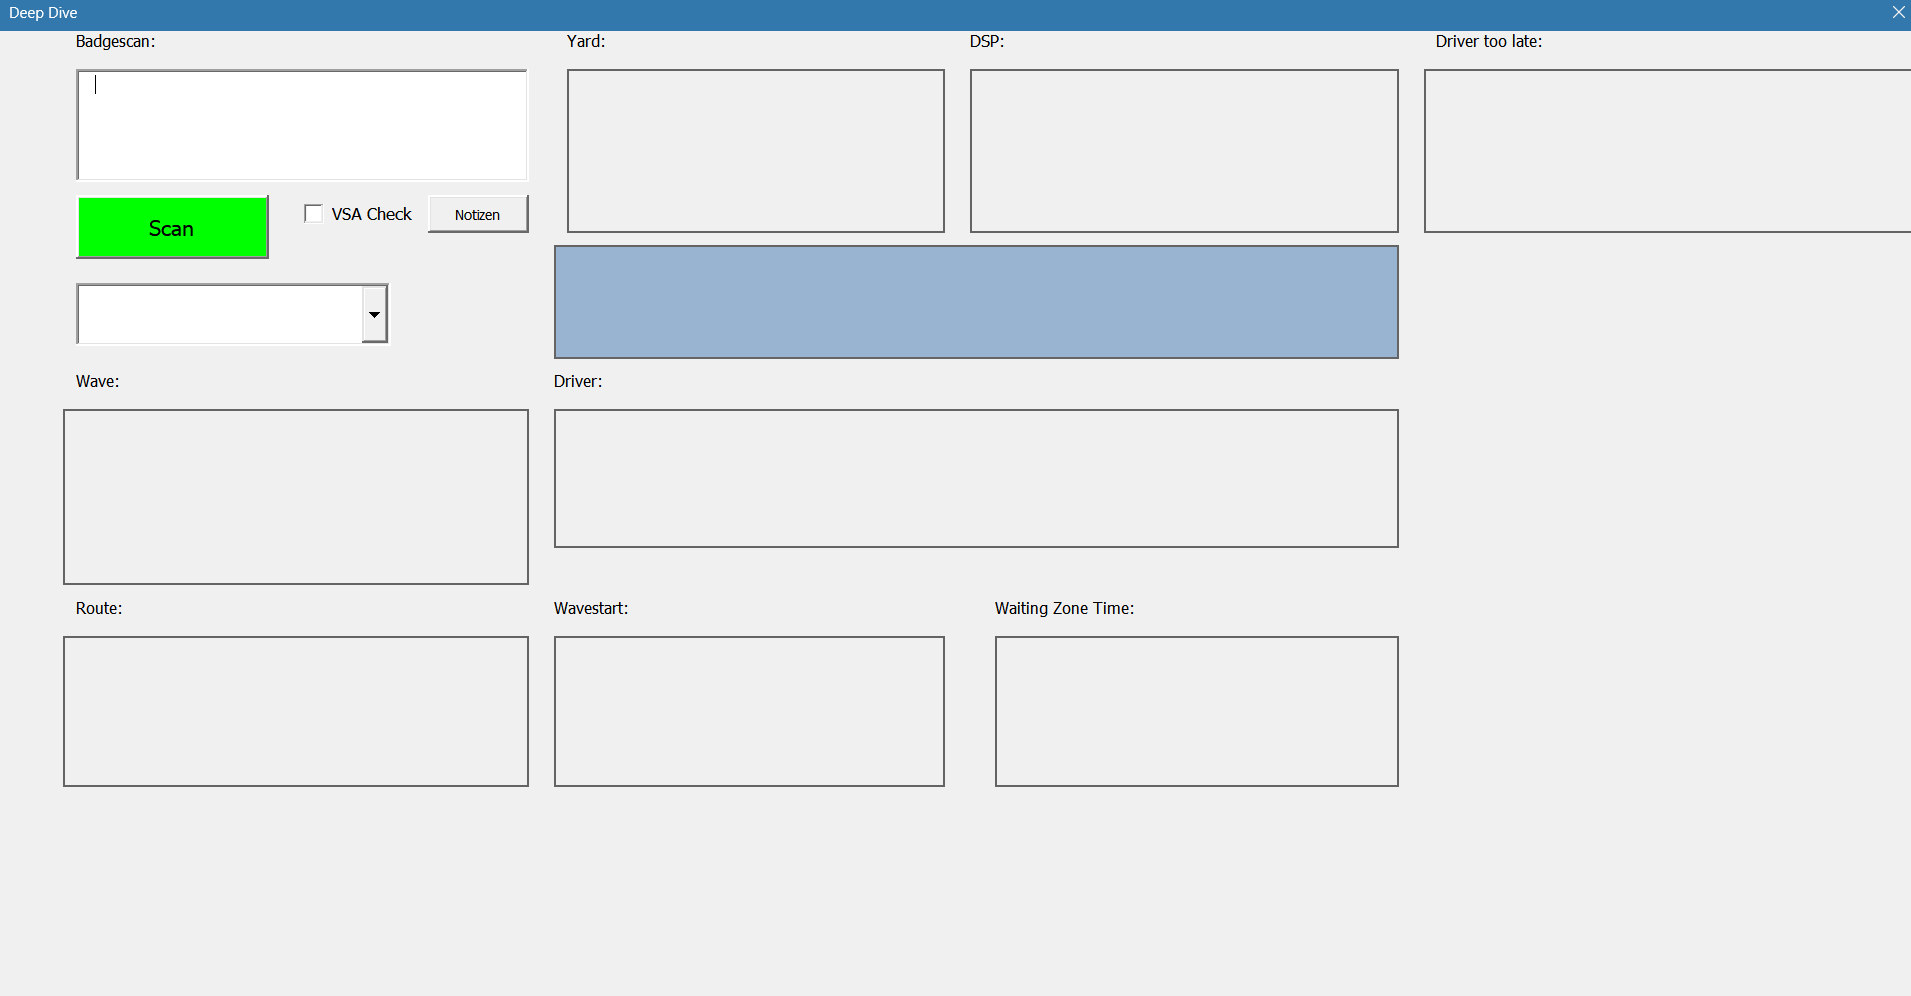 Deep Dive
Badgescan:
Yard:
DSP:
Driver too late:
Scan
VSA Check
Notizen
Wave:
Driver:
Route:
Wavestart:
Waiting Zone Time: